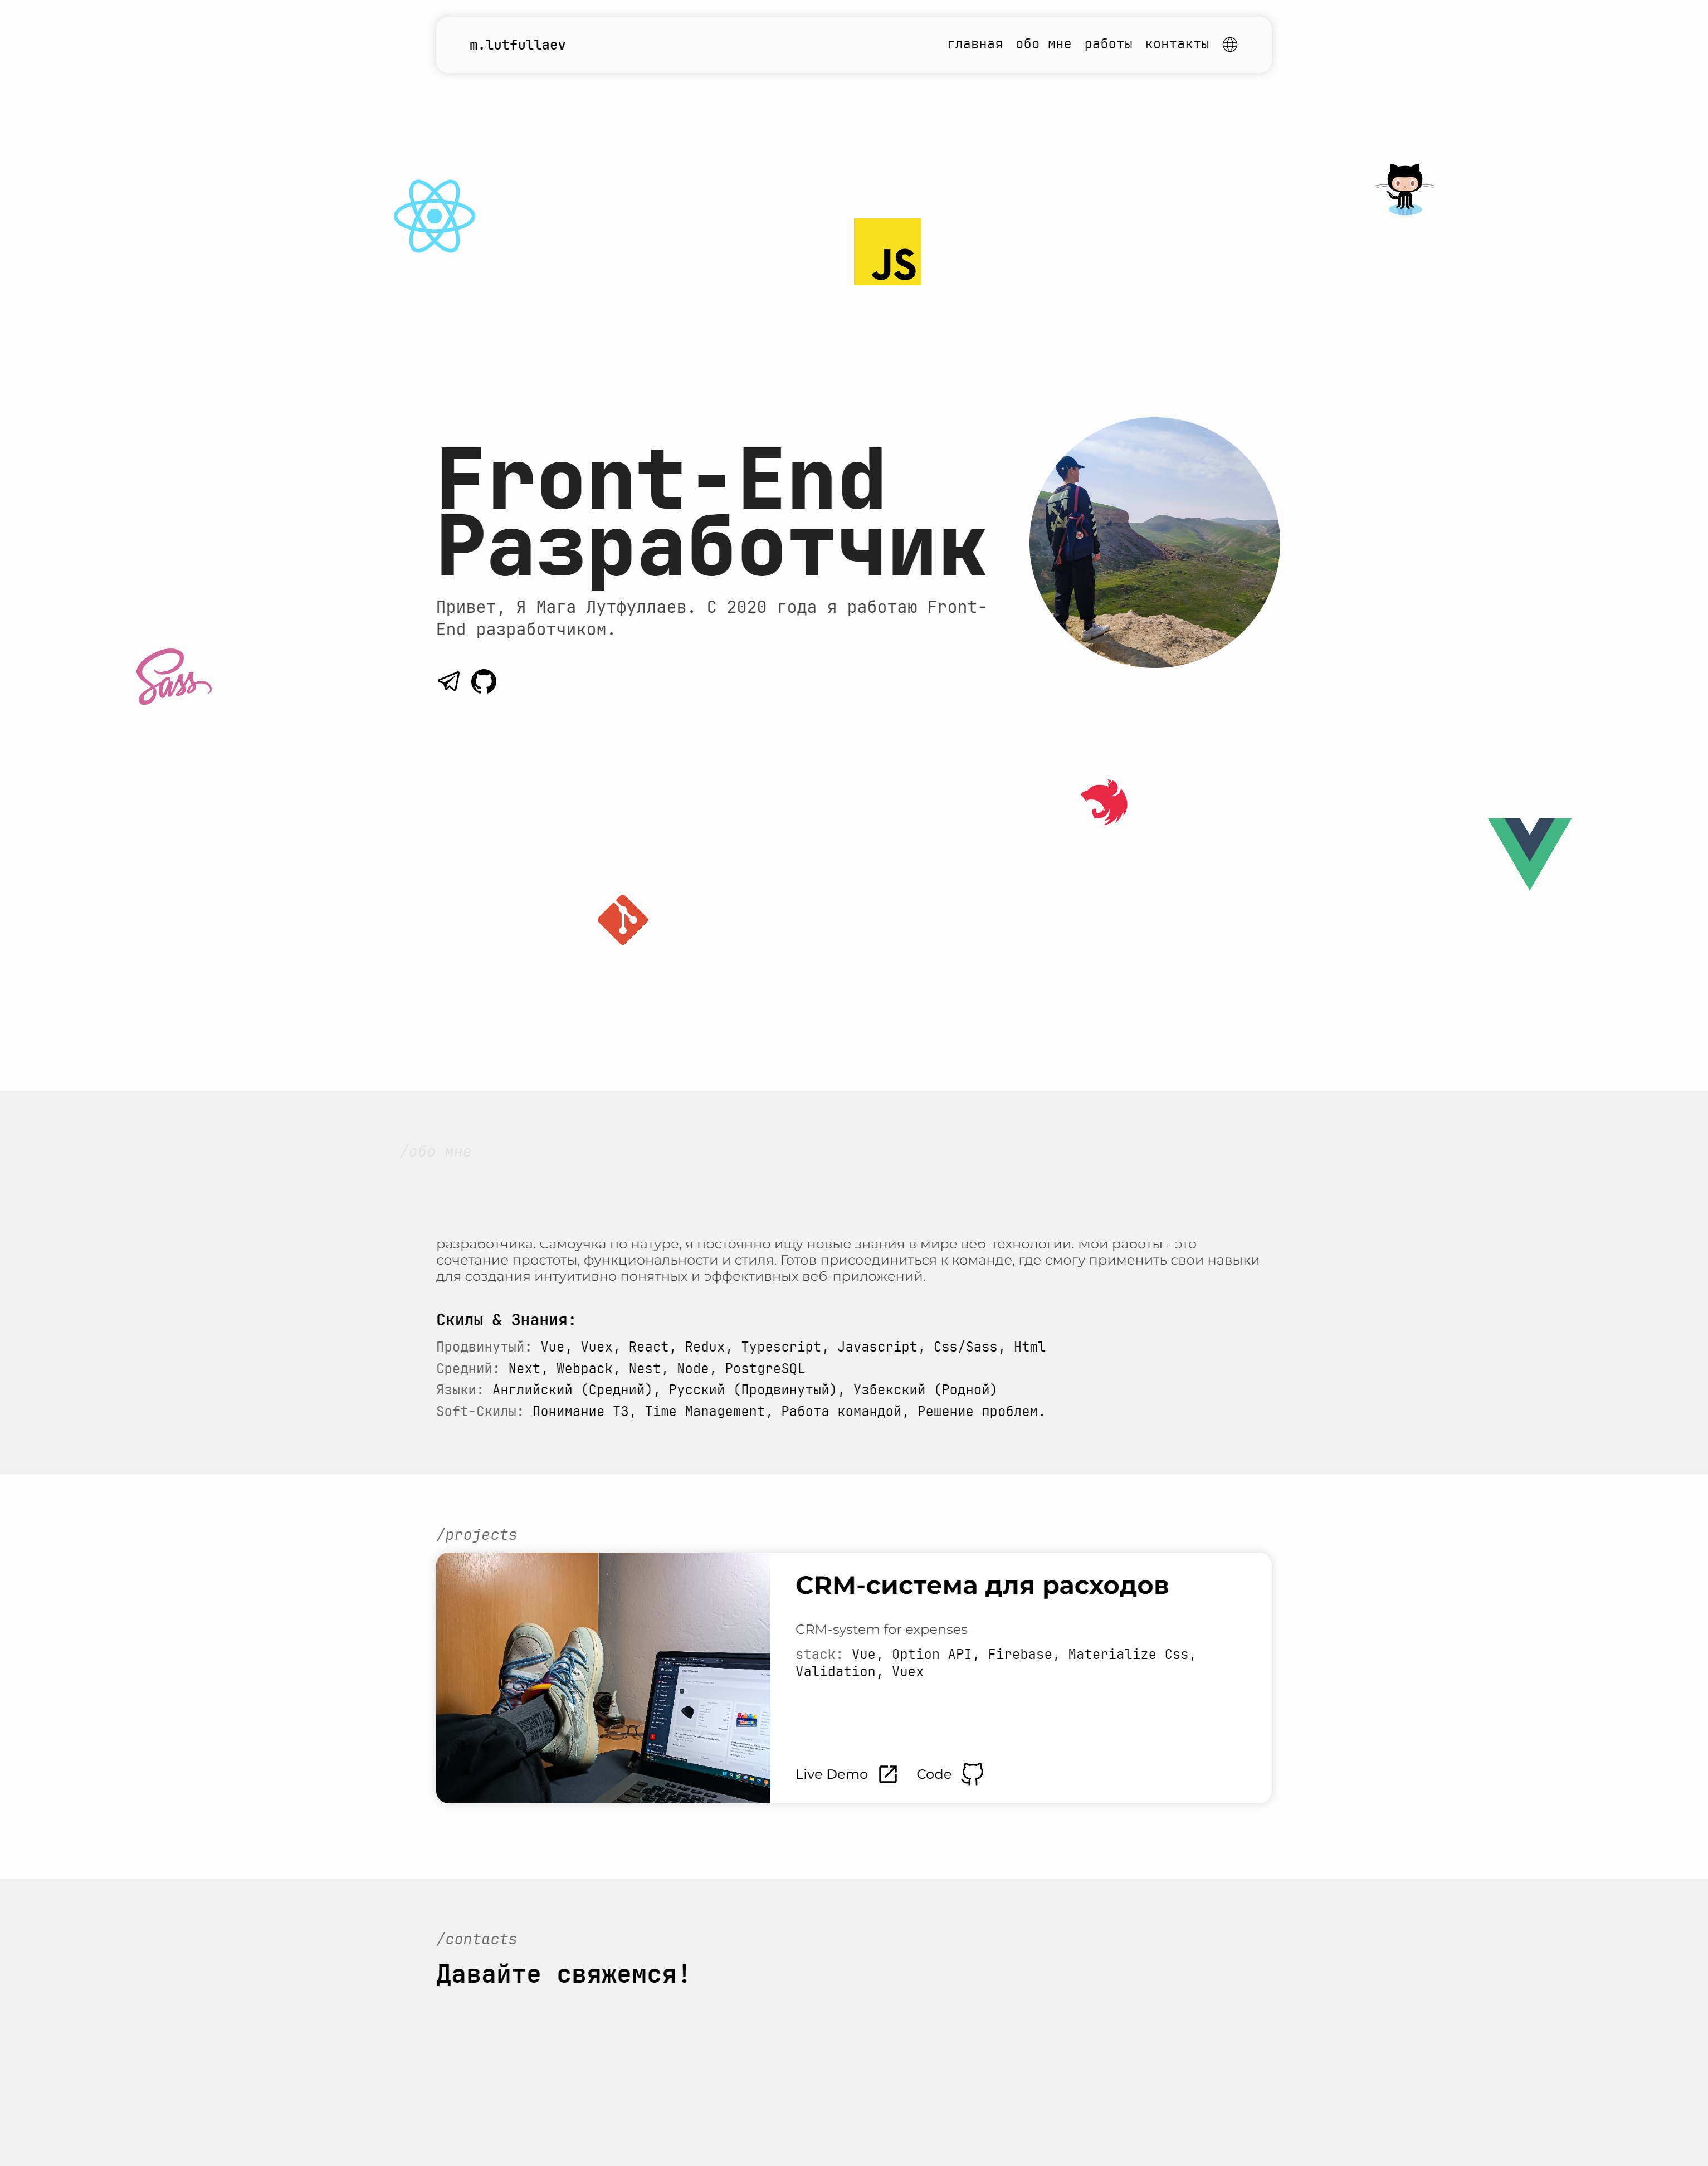 m.lutfullaev
главная обо мне работы контакты
JS
Front-End
Разработчик
Привет, Я Мага Лутфуллаев. С 2020 года я работаю Front-
End разработчиком.
Sass
/обо мне
разработчика. Самоучка по натуре, я постоянно ищу новые знания в мире веб-технологий. Мои работы - это
сочетание простоты, функциональности и стиля. Готов присоединиться к команде, где смогу применить свои навыки
для создания интуитивно понятных и эффективных веб-приложений.
Скилы & Знания:
Продвинутый: Vue, Vuex, React, Redux, Typescript, Javascript, Css/Sass, Html
Средний: Next, Webpack, Nest, Node, PostgreSQL
Языки: Английский (Средний), Русский (Продвинутый), Узбекский (Родной)
Soft-Скилы: Понимание ТЗ, Time Management, Работа командой, Решение проблем.
/projects
CRM-система для расходов
CRM-system for expenses
stack: Vue, Option API, Firebase, Materialize Css,
Validation, Vuex
Live Demo Code
/contacts
Давайте свяжемся!